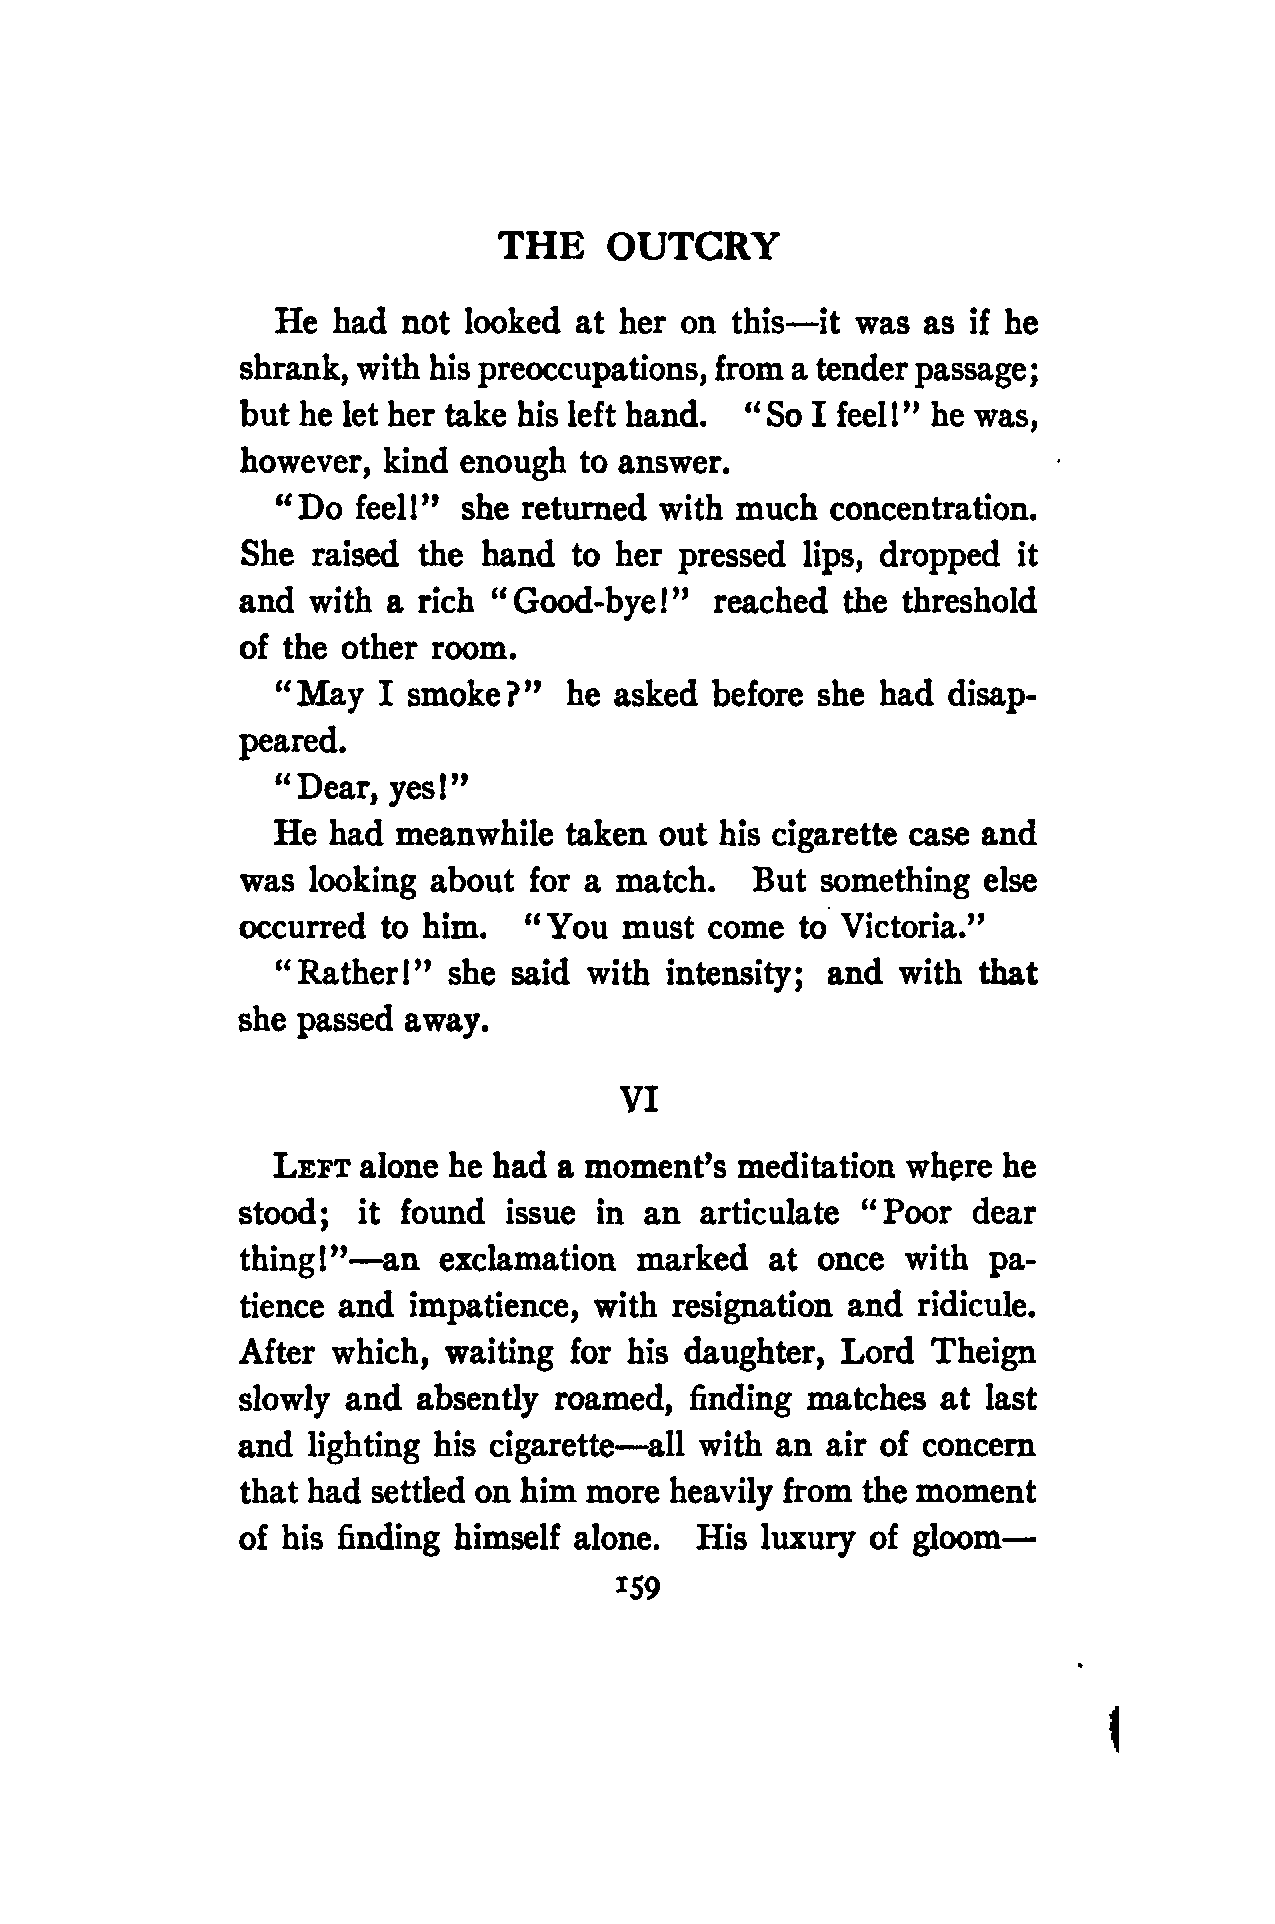 THE OUTCRY
He had not looked at her on this—it was as if he
shrank, with his preoccupations, from a tender passage;
but he let her take his left hand. "So I feel!" he was,
however, kind enough to answer.
"Do feel!" she returned with much concentration.
She raised the hand to her pressed lips, dropped it
and with a rich "Good-bye!" reached the threshold
of the other room.
"May I smoke?" he asked before she had disap-
peared.
"Dear, yes!"
He had meanwhile taken out his cigarette case and
was looking about for a match. But something else
occurred to him. "You must come to Victoria."
"Rather!" she said with intensity; and with that
she passed away.
VI
LEFT alone he had a moment's meditation where he
stood; it found issue in an articulate "Poor dear
thing!"—an exclamation marked at once with pa-
tience and impatience, with resignation and ridicule.
After which, waiting for his daughter, Lord Theign
slowly and absently roamed, finding matches at last
and lighting his cigarette—all with an air of concern
that had settled on him more heavily from the moment
of his finding himself alone. His luxury of gloom—
159